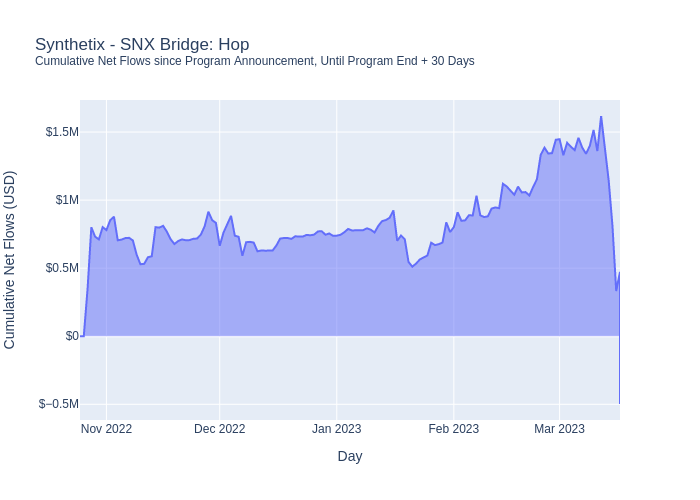 Synthetix - SNX Bridge: Hop
Cumulative Net Flows since Program Announcement, Until Program End + 30 Days
Cumulative Net Flows (USD)
$1.5M
$1M
$0.5M
$0
$−0.5M
Nov 2022
Dec 2022
Jan 2023
Feb 2023
Mar 2023
Day